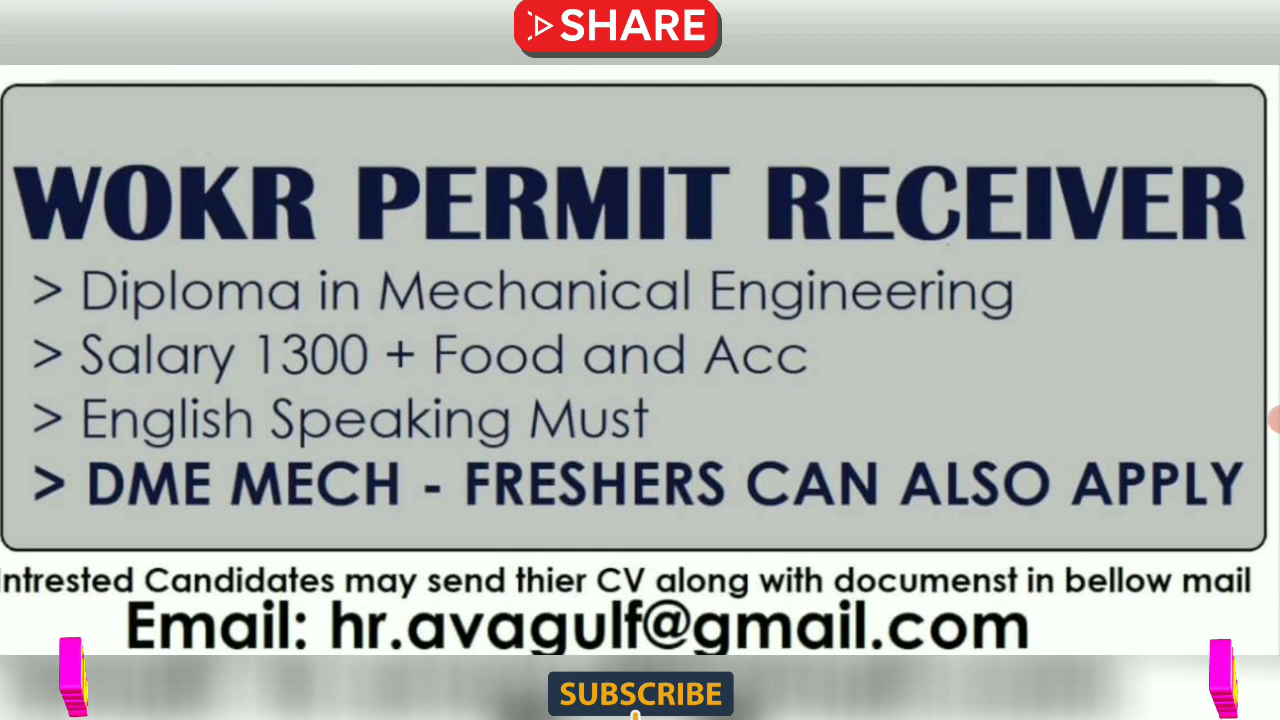 SHARE
WOKR PERMIT RECEIVER
> Diploma in Mechanical Engineering
> Salary 1300 + Food and Acc
> English Speaking Must
> DME MECH - FRESHERS CAN ALSO APPLY
Intrested Candidates may send thier CV along with documenst in bellow mail
Email: hr.avagulf@gmail.com
SUBSCRIBE